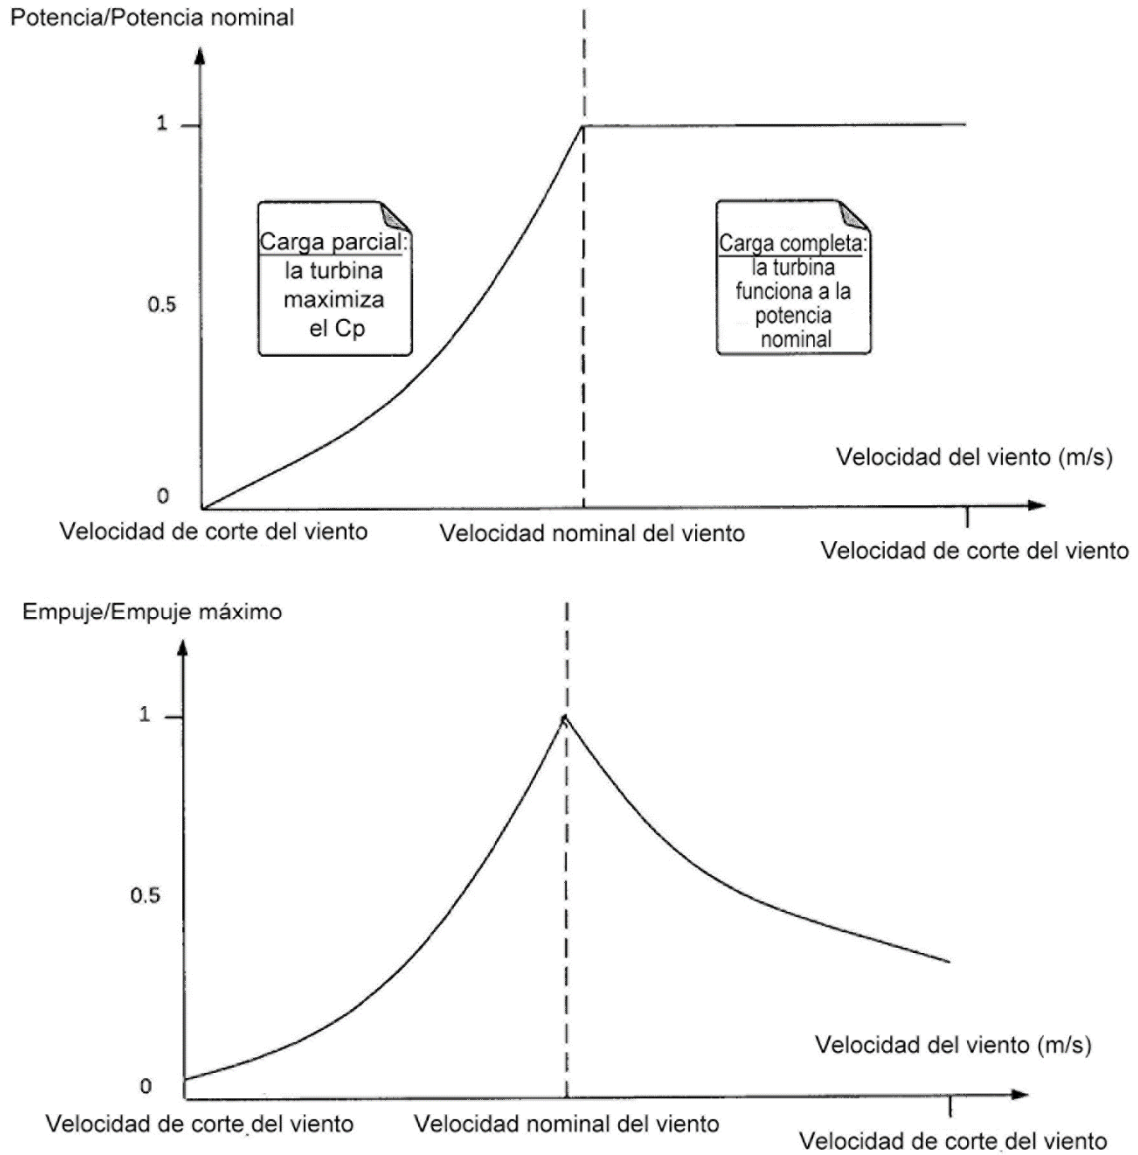 Potencia/Potencia nominal
1
Carga parcial:
la turbina
maximiza
el Cp
Carga completa:
la turbina
funciona a la
potencia
nominal
0.5
Velocidad del viento (m/s)
0
Velocidad de corte del viento
Velocidad nominal del viento
Velocidad de corte del viento
Empuje/Empuje máximo
1
0.5
Velocidad del viento (m/s)
0
Velocidad de corte del viento
Velocidad nominal del viento
Velocidad de corte del viento